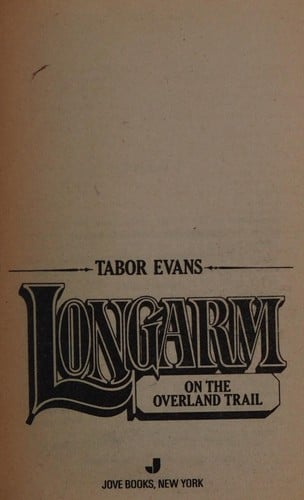 TABOR EVANS
LONGARM
ON THE
OVERLAND TRAIL
J
JOVE BOOKS, NEW YORK